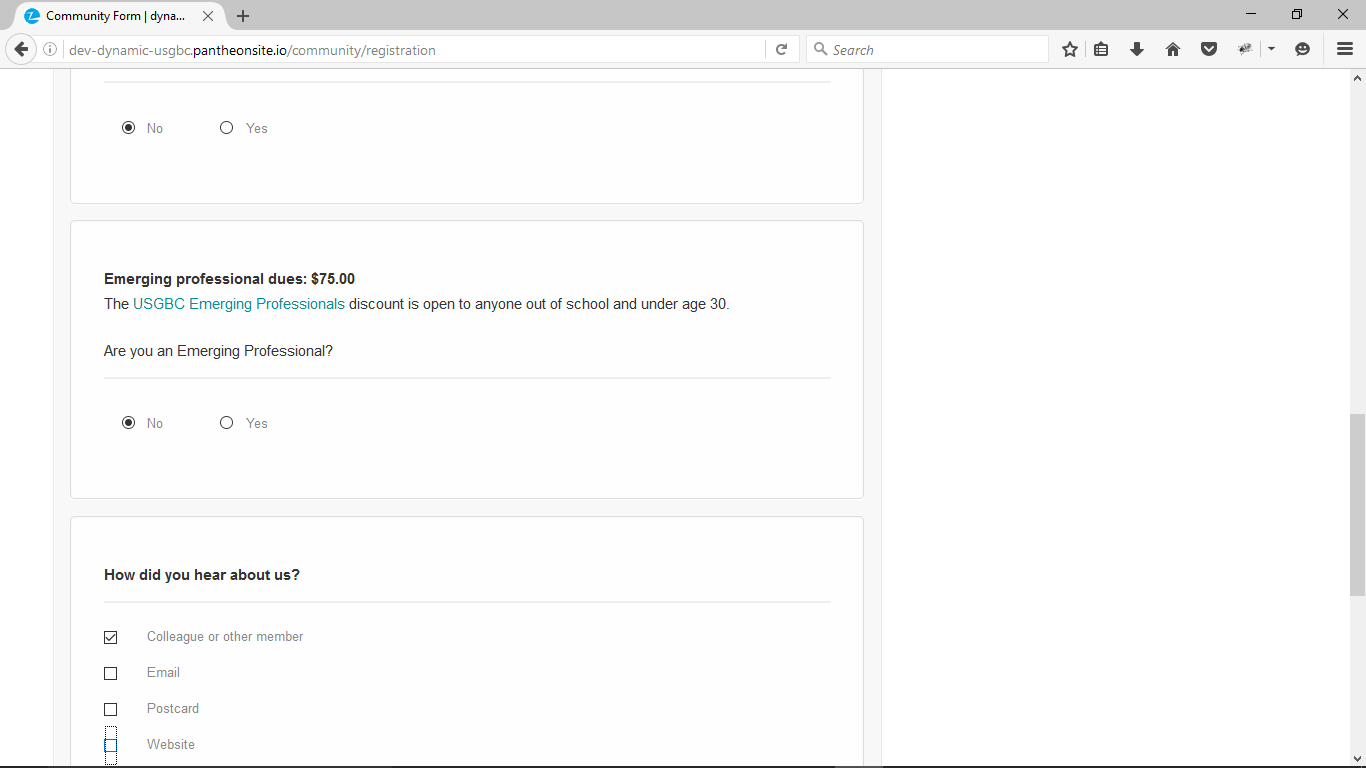 Community Form | dyna...
dev-dynamic-usgbc.pantheonsite.io/community/registration
Search
No Yes
Emerging professional dues: $75.00
The USGBC Emerging Professionals discount is open to anyone out of school and under age 30.
Are you an Emerging Professional?
No Yes
How did you hear about us?
Colleague or other member
Email
Postcard
Website